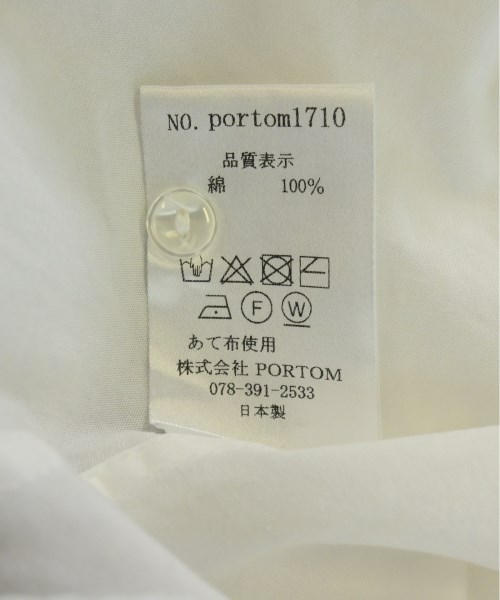 NO. portom1710
品質表示
綿 100%
F W
あて布使用
株式会社 PORTOM
078-391-2533
日本製